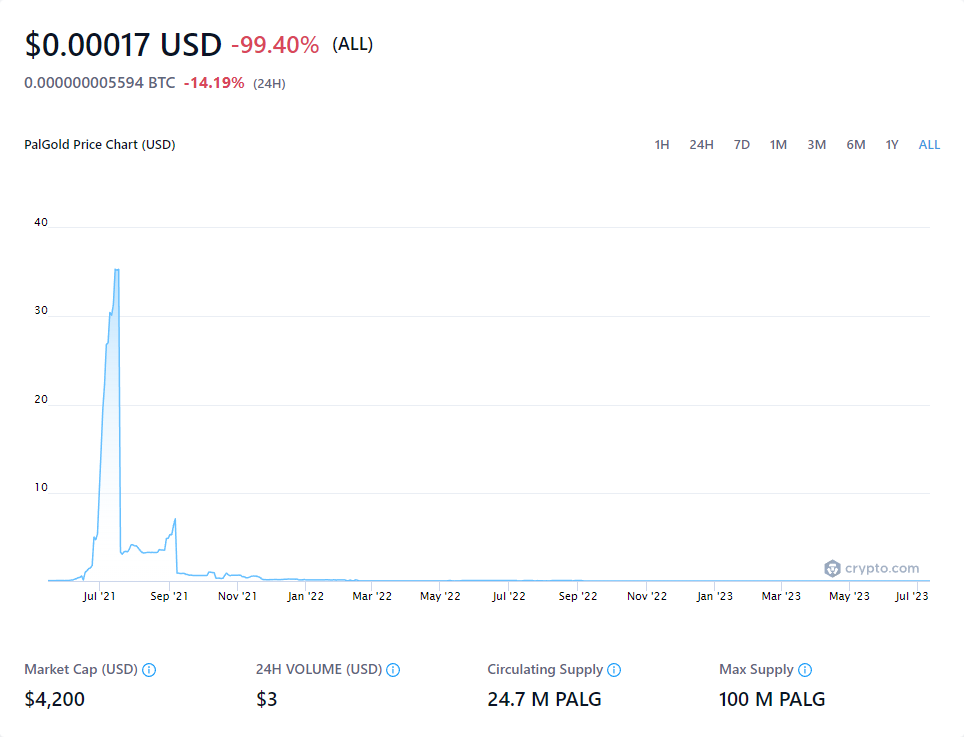 $0.00017 USD -99.40% (ALL)
0.000000005594 BTC -14.19% (24H)
PalGold Price Chart (USD) 1H 24H 7D 1M 3M 6M 1Y ALL
40
30
20
10
crypto.com
Jul '21 Sep '21 Nov '21 Jan '22 Mar '22 May '22 Jul '22 Sep '22 Nov '22 Jan '23 Mar '23 May '23 Jul '23
Market Cap (USD) 24H VOLUME (USD) Circulating Supply Max Supply
$4,200 $3 24.7 M PALG 100 M PALG